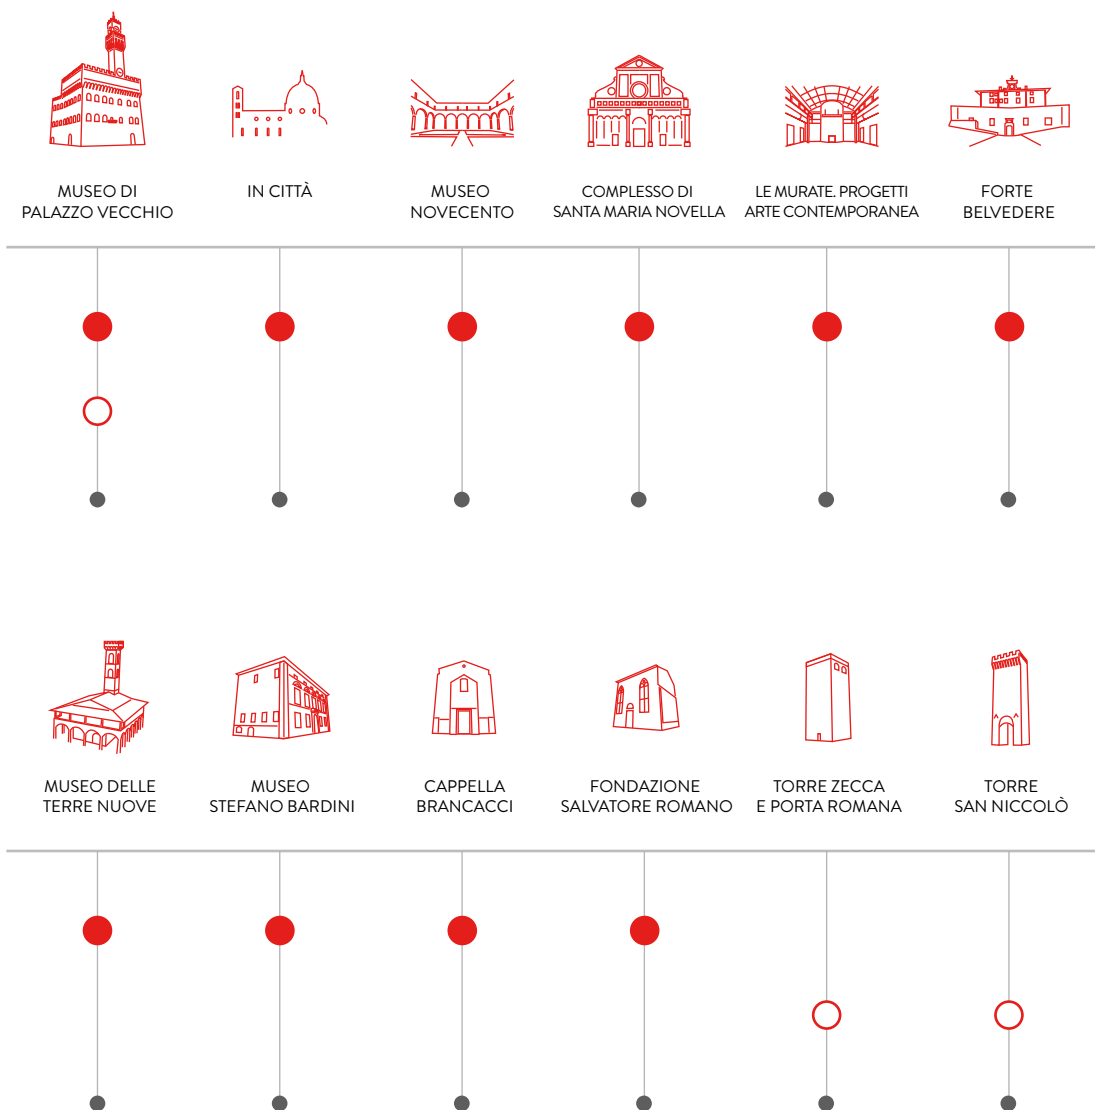 MUSEO DI
PALAZZO VECCHIO
IN CITTÀ
MUSEO
NOVECENTO
COMPLESSO DI
SANTA MARIA NOVELLA
LE MURATE. PROGETTI
ARTE CONTEMPORANEA
FORTE
BELVEDERE
MUSEO DELLE
TERRE NUOVE
MUSEO
STEFANO BARDINI
CAPPELLA
BRANCACCI
FONDAZIONE
SALVATORE ROMANO
TORRE ZECCA
E PORTA ROMANA
TORRE
SAN NICCOLÒ